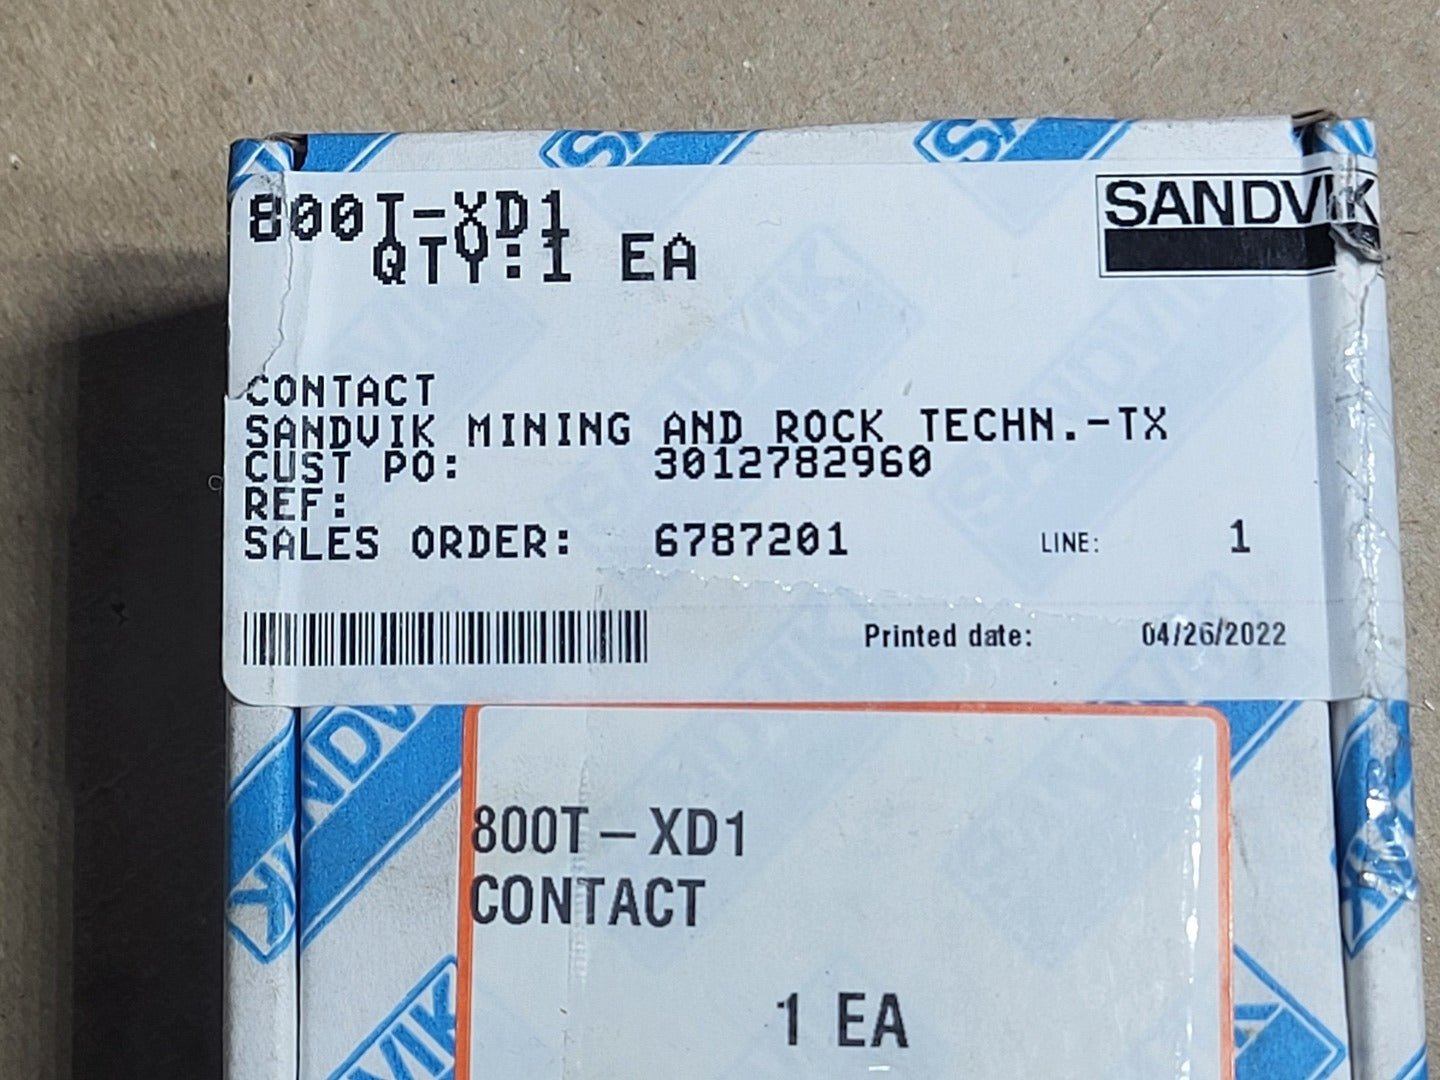 800T-XD1
QTY:1 EA
SANDVIK
CONTACT
SANDVIK MINING AND ROCK TECHN.-TX
CUST PO: 3012782960
REF:
SALES ORDER: 6787201 LINE: 1
Printed date: 04/26/2022
800T-XD1
CONTACT
1 EA
SANDVIK